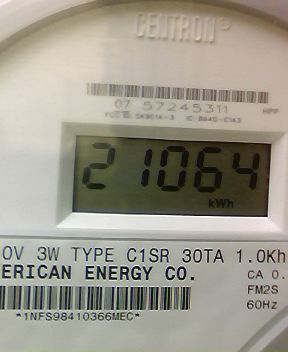 CENTRON®
07 57245311
21064
kWh
0V 3W TYPE C1SR 30TA 1.0Kh
ERICAN ENERGY CO.
CA 0.
FM2S
60Hz
*1NFS98410366MEC*